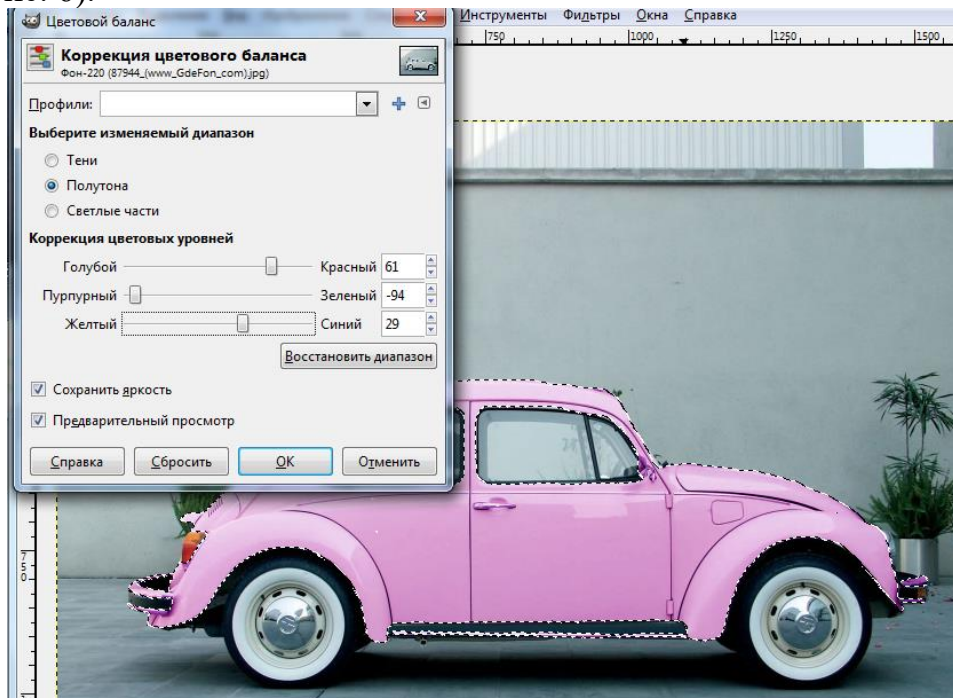 Цветовой баланс
Инструменты Фильтры Окна Справка
750 1000 1250 1500
Коррекция цветового баланса
Фон-220 (87944_(www_GdeFon_com).jpg)
Профили:
Выберите изменяемый диапазон
Тени
Полутона
Светлые части
Коррекция цветовых уровней
Голубой Красный 61
Пурпурный Зеленый -94
Желтый Синий 29
Восстановить диапазон
Сохранить яркость
Предварительный просмотр
Справка Сбросить OK Отменить
750